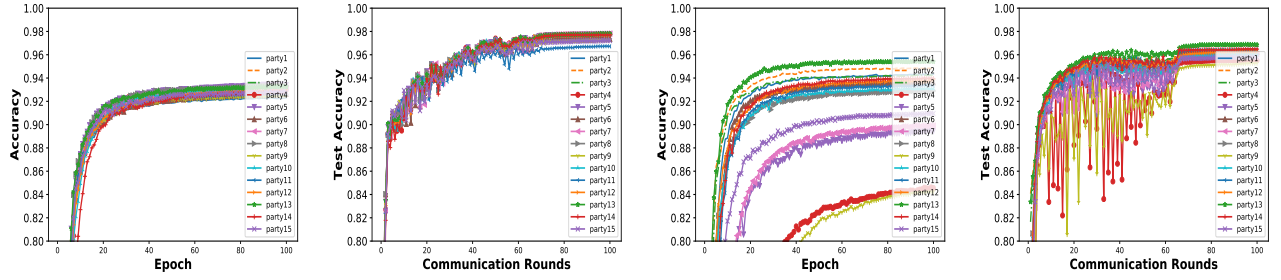 1.00
0.98
0.96
0.94
0.92
0.90
0.88
0.86
0.84
0.82
0.80
Accuracy
0 20 40 60 80 100
Epoch
party1
party2
party3
party4
party5
party6
party7
party8
party9
party10
party11
party12
party13
party14
party15
1.00
0.98
0.96
0.94
0.92
0.90
0.88
0.86
0.84
0.82
0.80
Test Accuracy
0 20 40 60 80 100
Communication Rounds
party1
party2
party3
party4
party5
party6
party7
party8
party9
party10
party11
party12
party13
party14
party15
1.00
0.98
0.96
0.94
0.92
0.90
0.88
0.86
0.84
0.82
0.80
Accuracy
0 20 40 60 80 100
Epoch
party1
party2
party3
party4
party5
party6
party7
party8
party9
party10
party11
party12
party13
party14
party15
1.00
0.98
0.96
0.94
0.92
0.90
0.88
0.86
0.84
0.82
0.80
Test Accuracy
0 20 40 60 80 100
Communication Rounds
party1
party2
party3
party4
party5
party6
party7
party8
party9
party10
party11
party12
party13
party14
party15